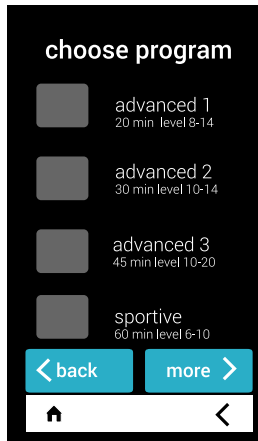 choose program
advanced 1
20 min level 8-14
advanced 2
30 min level 10-14
advanced 3
45 min level 10-20
sportive
60 min level 6-10
back
more